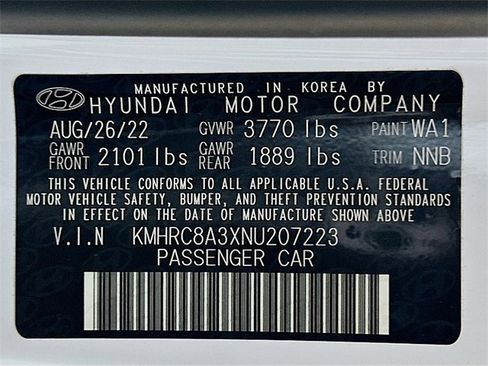 MANUFACTURED IN KOREA BY
HYUNDAI MOTOR COMPANY
AUG/26/22 GVWR 3770 lbs PAINT WA1
GAWR FRONT 2101 lbs GAWR REAR 1889 lbs TRIM NNB
THIS VEHICLE CONFORMS TO ALL APPLICABLE U.S.A. FEDERAL
MOTOR VEHICLE SAFETY, BUMPER, AND THEFT PREVENTION STANDARDS
IN EFFECT ON THE DATE OF MANUFACTURE SHOWN ABOVE
V.I.N KMHRC8A3XNU207223
PASSENGER CAR